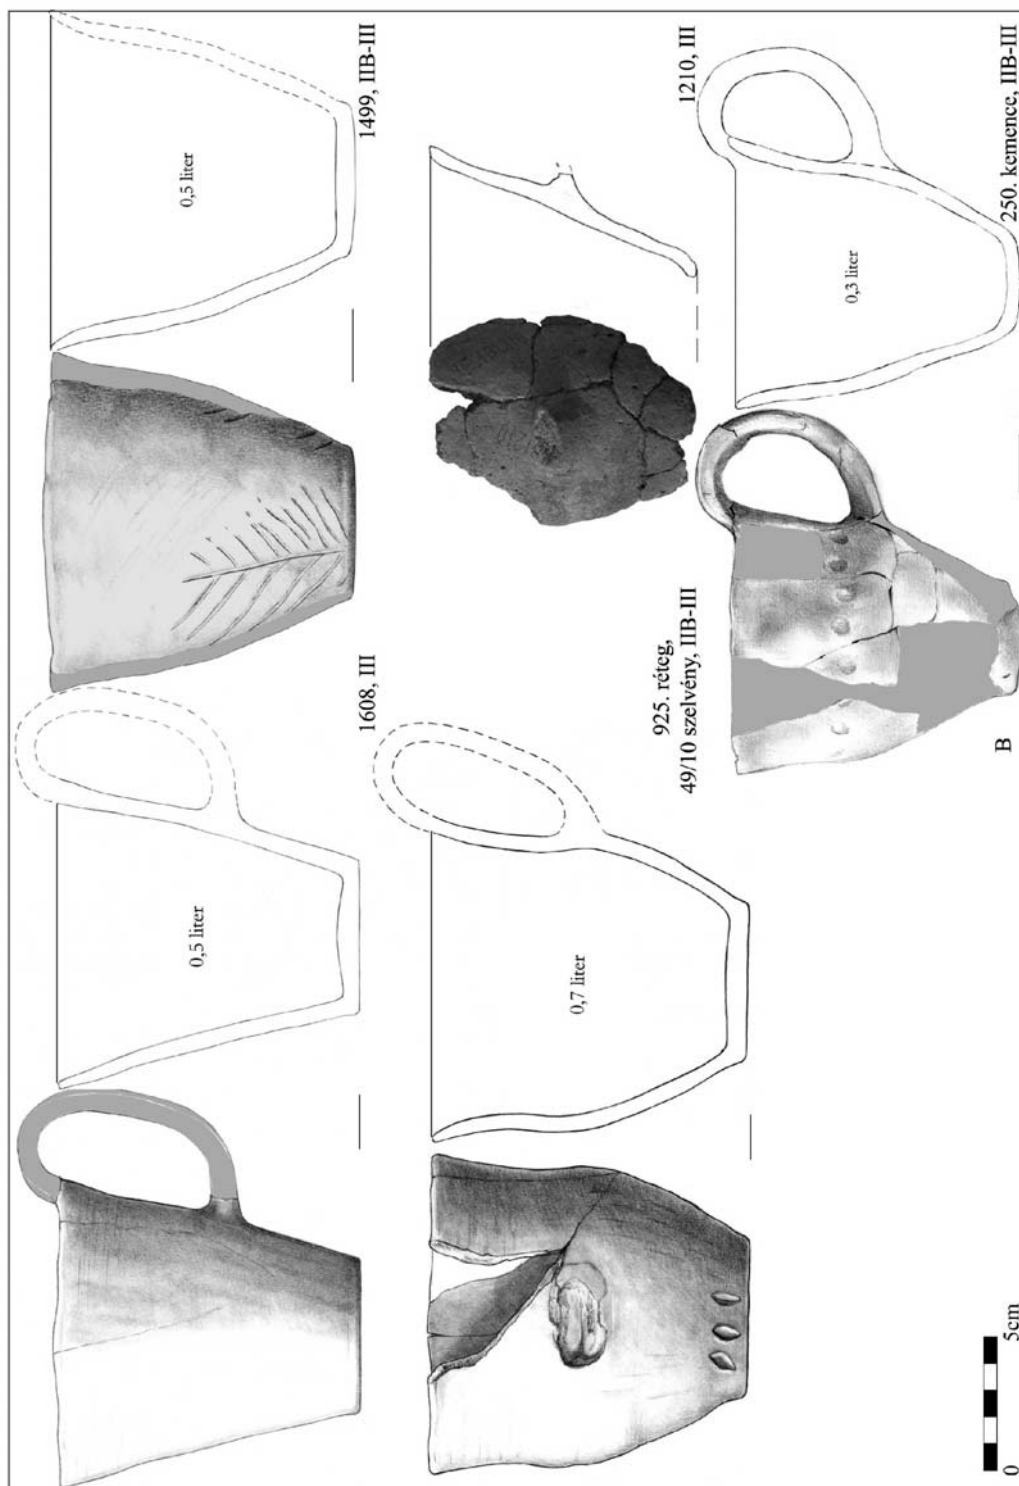 0,5 liter
1608, III
0,5 liter
1499, IIB-III
0,7 liter
925. réteg,
49/10 szelvény, IIB-III
1210, III
B
0,3 liter
250. kemence, IIB-III
0
5cm